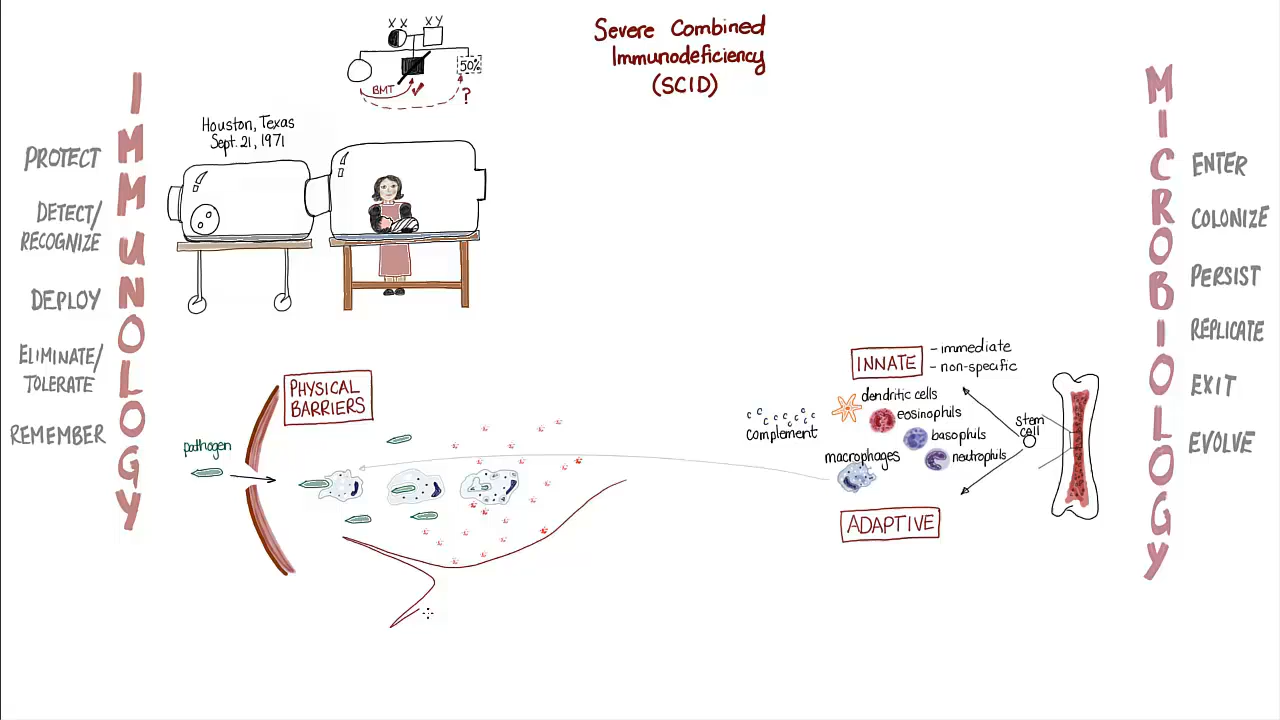 XX XY
50%
BMT
?
Severe Combined
Immunodeficiency
(SCID)
Houston, Texas
Sept. 21, 1971
IMMUNOLOGY
PROTECT
DETECT/
RECOGNIZE
DEPLOY
ELIMINATE/
TOLERATE
REMEMBER
PHYSICAL
BARRIERS
pathogen
INNATE
- immediate
- non-specific
dendritic cells
eosinophils
basophils
neutrophils
macrophages
complement
stem
cell
ADAPTIVE
MICROBIOLOGY
ENTER
COLONIZE
PERSIST
REPLICATE
EXIT
EVOLVE